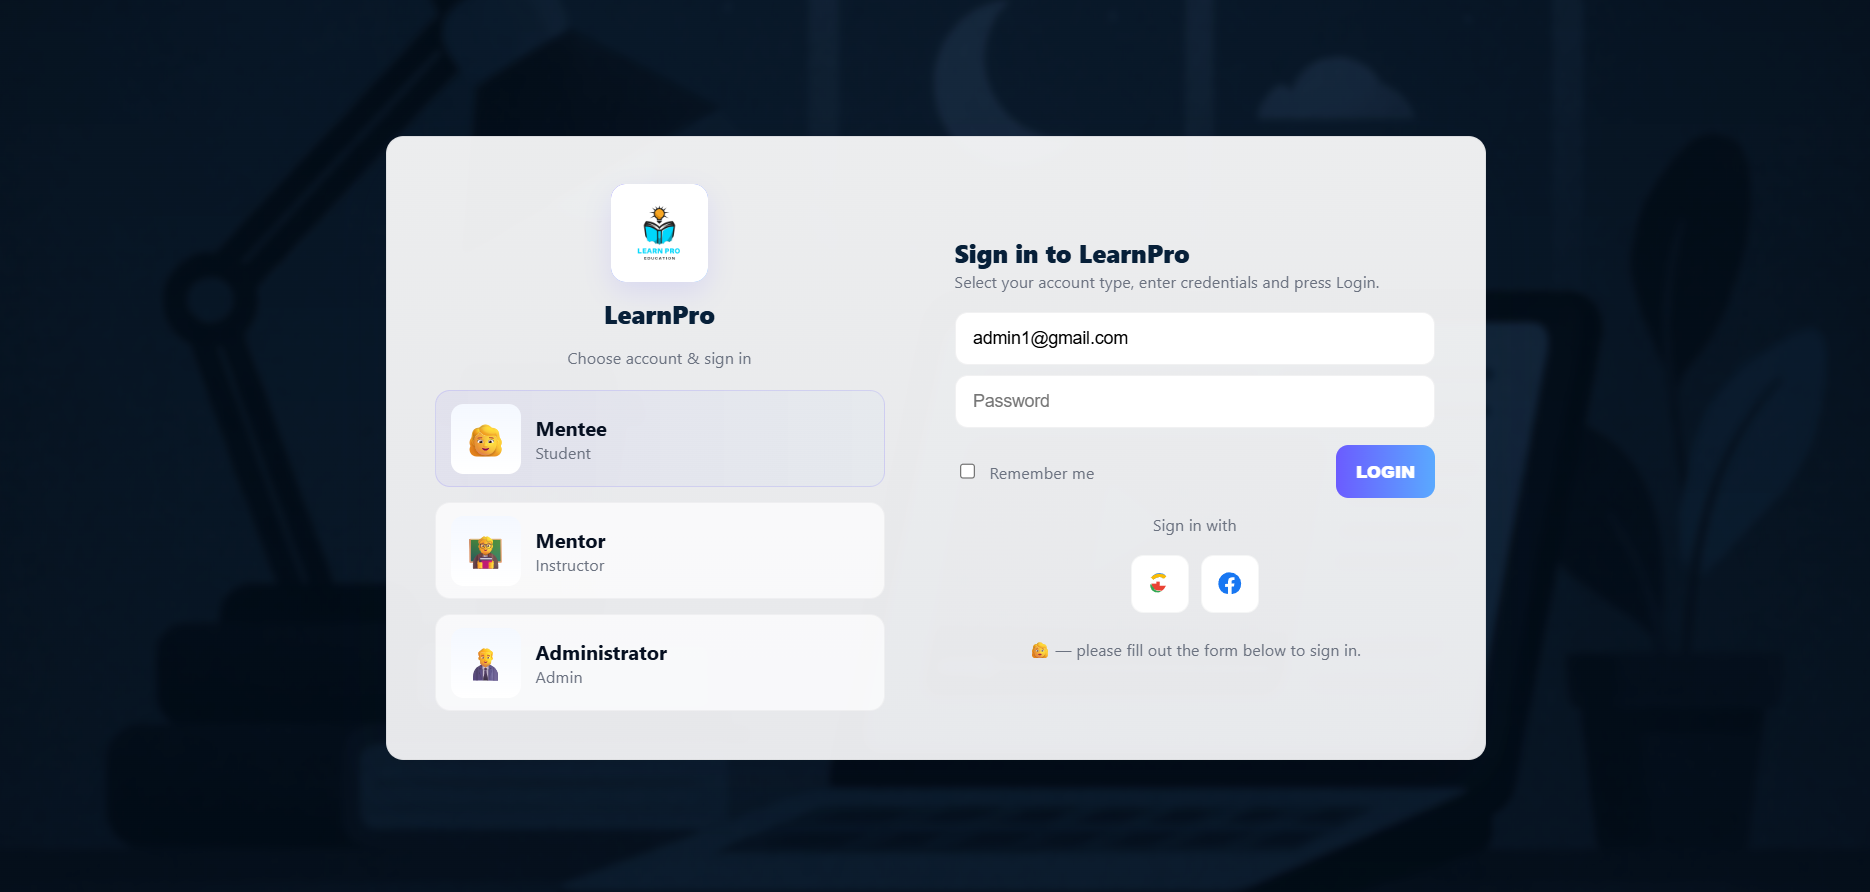 LEARN PRO
EDUCATION
LearnPro
Choose account & sign in
Mentee
Student
Mentor
Instructor
Administrator
Admin
Sign in to LearnPro
Select your account type, enter credentials and press Login.
admin1@gmail.com
Password
Remember me
LOGIN
Sign in with
— please fill out the form below to sign in.